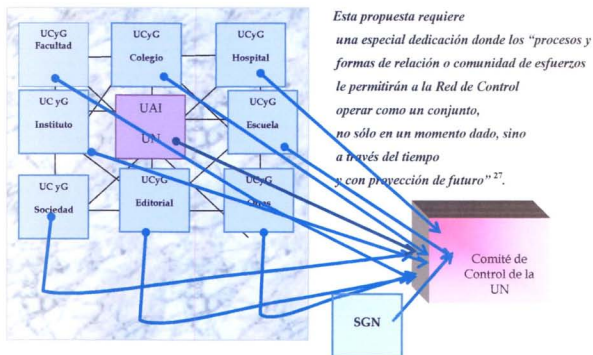 UCyG
Facultad
UCyG
Colegio
UCyG
Hospital
UC yG
Instituto
UAI
UN
UCyG
Escuela
UC yG
Sociedad
UCyG
Editorial
UCyG
Otros
Esta propuesta requiere
una especial dedicación donde los “procesos y
formas de relación o comunidad de esfuerzos
le permitirán a la Red de Control
operar como un conjunto,
no sólo en un momento dado, sino
a través del tiempo
y con proyección de futuro” 27.
Comité de
Control de la
UN
SGN